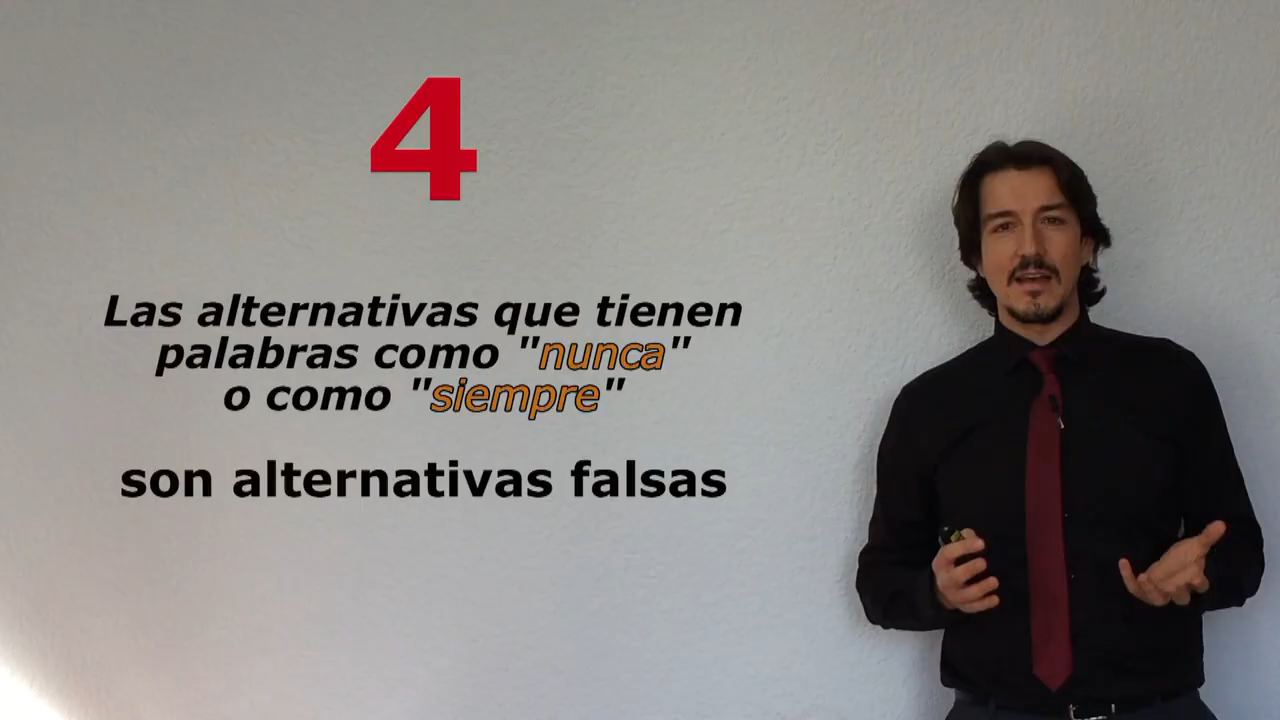 4
Las alternativas que tienen
palabras como "nunca"
o como "siempre"
son alternativas falsas